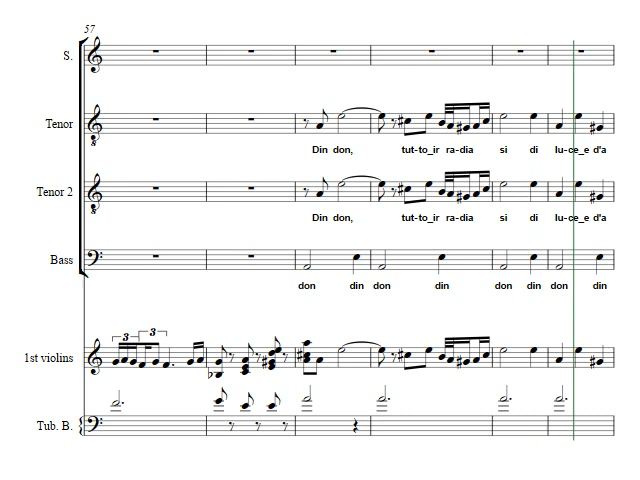 57
S.
Tenor
8
Din don, tut-to_ir ra-dia si di lu-ce_e d'a
Tenor 2
8
Din don, tut-to_ir ra-dia si di lu-ce_e d'a
Bass
don din don din don din don din
3 3
1st violins
Tub. B.